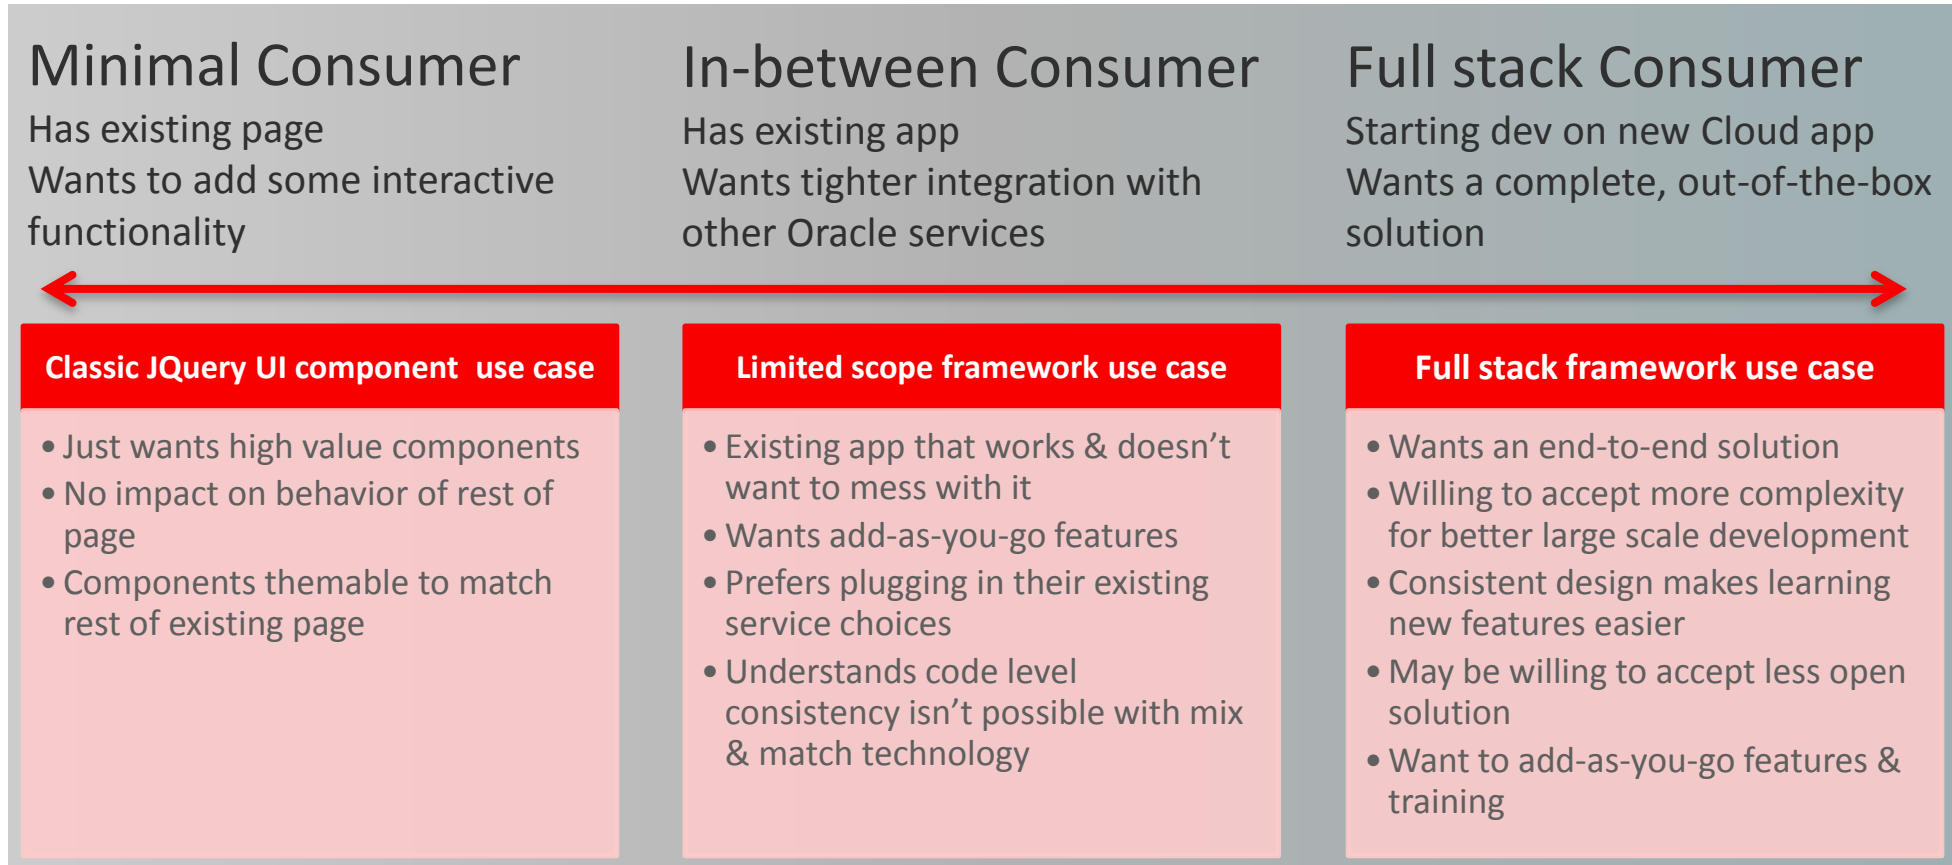 Minimal Consumer
Has existing page
Wants to add some interactive
functionality
In-between Consumer
Has existing app
Wants tighter integration with
other Oracle services
Full stack Consumer
Starting dev on new Cloud app
Wants a complete, out-of-the-box
solution
Classic JQuery UI component  use case
• Just wants high value components
• No impact on behavior of rest of
page
• Components themable to match
rest of existing page
Limited scope framework use case
• Existing app that works & doesn’t
want to mess with it
• Wants add-as-you-go features
• Prefers plugging in their existing
service choices
• Understands code level
consistency isn’t possible with mix
& match technology
Full stack framework use case
• Wants an end-to-end solution
• Willing to accept more complexity
for better large scale development
• Consistent design makes learning
new features easier
• May be willing to accept less open
solution
• Want to add-as-you-go features &
training